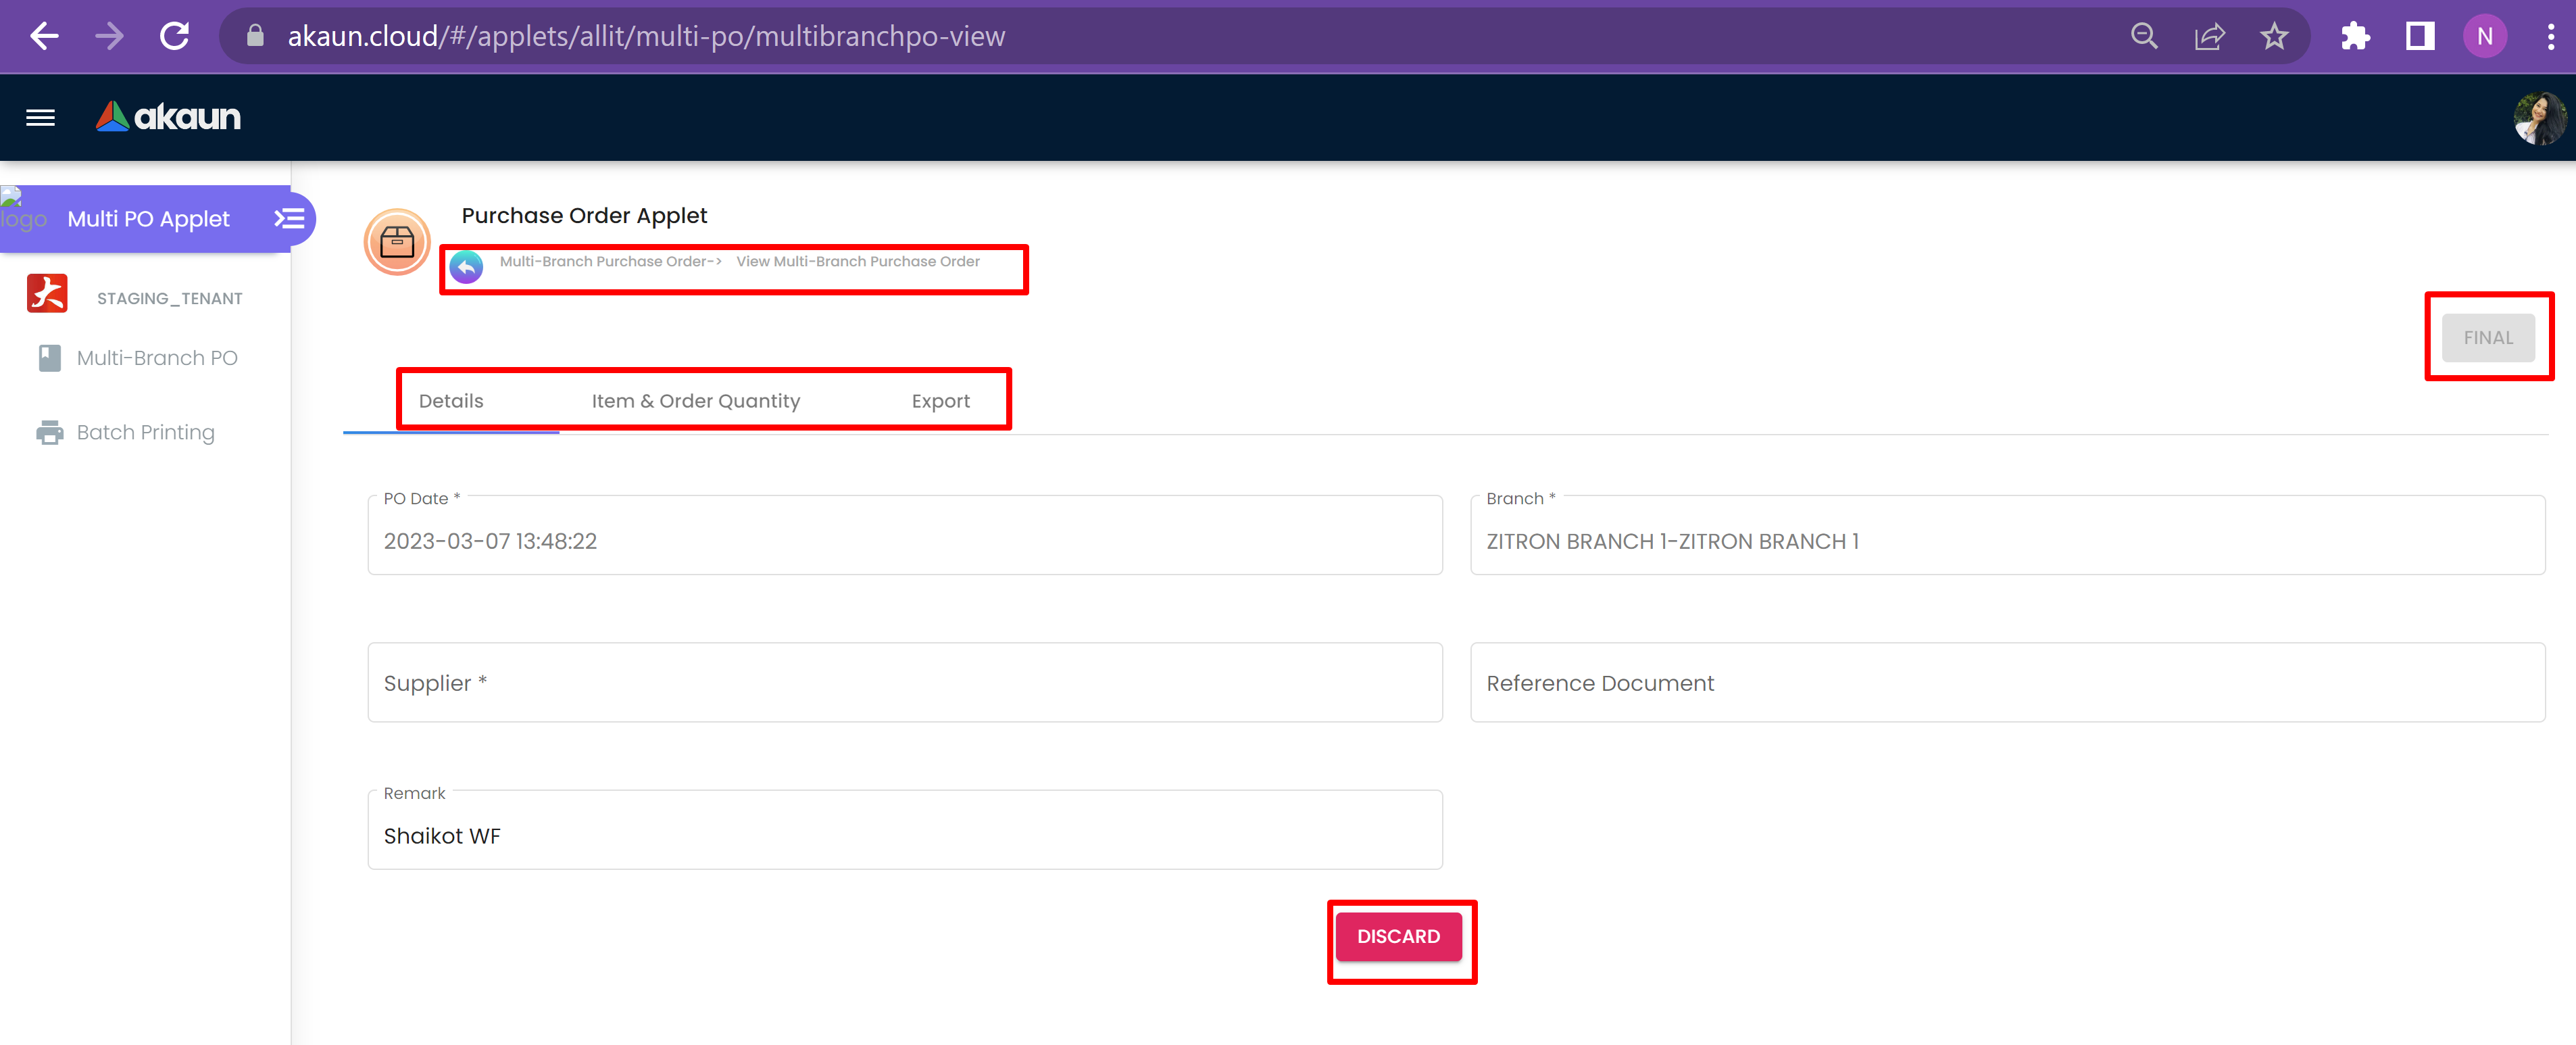 akaun.cloud/#/applets/allit/multi-po/multibranchpo-view
N
akaun
logo
Multi PO Applet
STAGING_TENANT
Multi-Branch PO
Batch Printing
Purchase Order Applet
Multi-Branch Purchase Order-> View Multi-Branch Purchase Order
FINAL
Details Item & Order Quantity Export
PO Date *
2023-03-07 13:48:22
Branch *
ZITRON BRANCH 1-ZITRON BRANCH 1
Supplier *
Reference Document
Remark
Shaikot WF
DISCARD